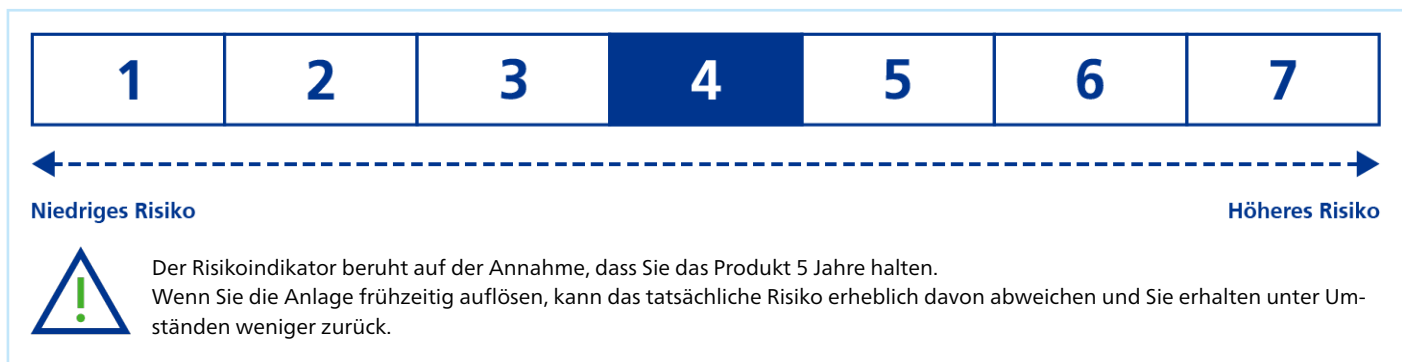 1 2 3 4 5 6 7
Niedriges Risiko Höheres Risiko
Der Risikoindikator beruht auf der Annahme, dass Sie das Produkt 5 Jahre halten.
Wenn Sie die Anlage frühzeitig auflösen, kann das tatsächliche Risiko erheblich davon abweichen und Sie erhalten unter Um-
ständen weniger zurück.